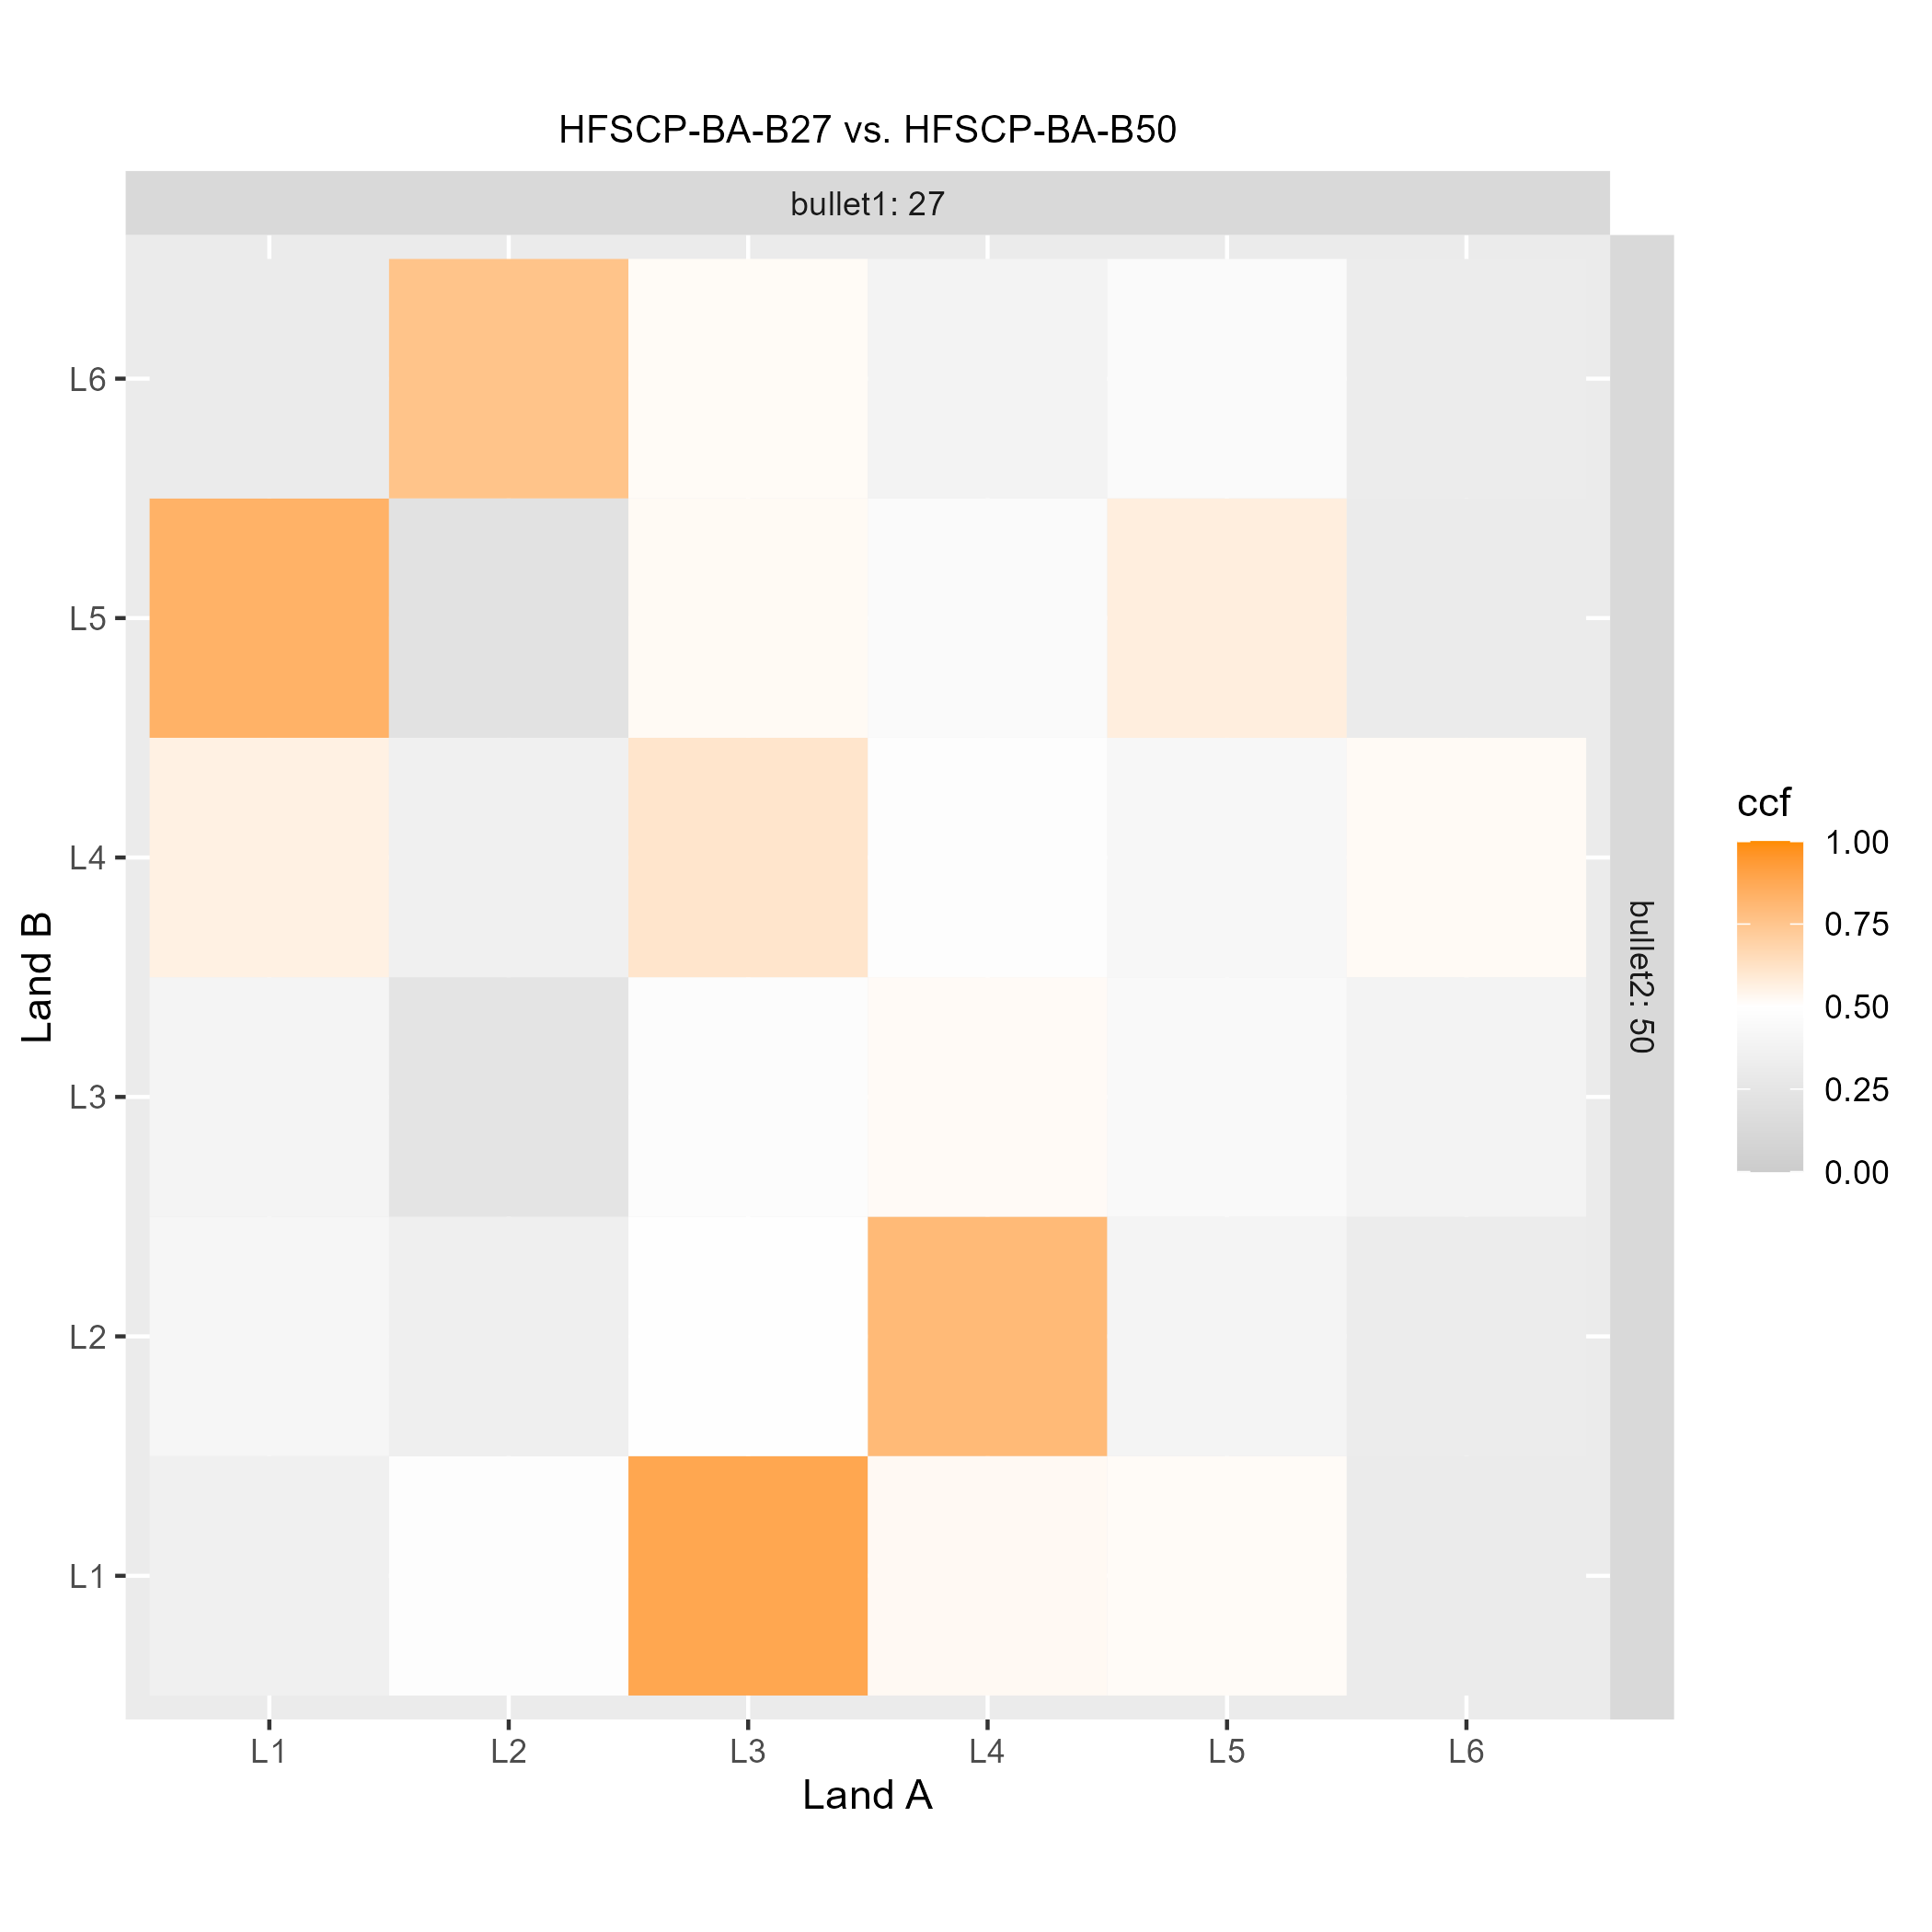 HFSCP-BA-B27 vs. HFSCP-BA-B50
bullet1: 27
L6
L5
L4
L3
L2
L1
Land B
L1 L2 L3 L4 L5 L6
Land A
bullet2: 50
ccf
1.00
0.75
0.50
0.25
0.00